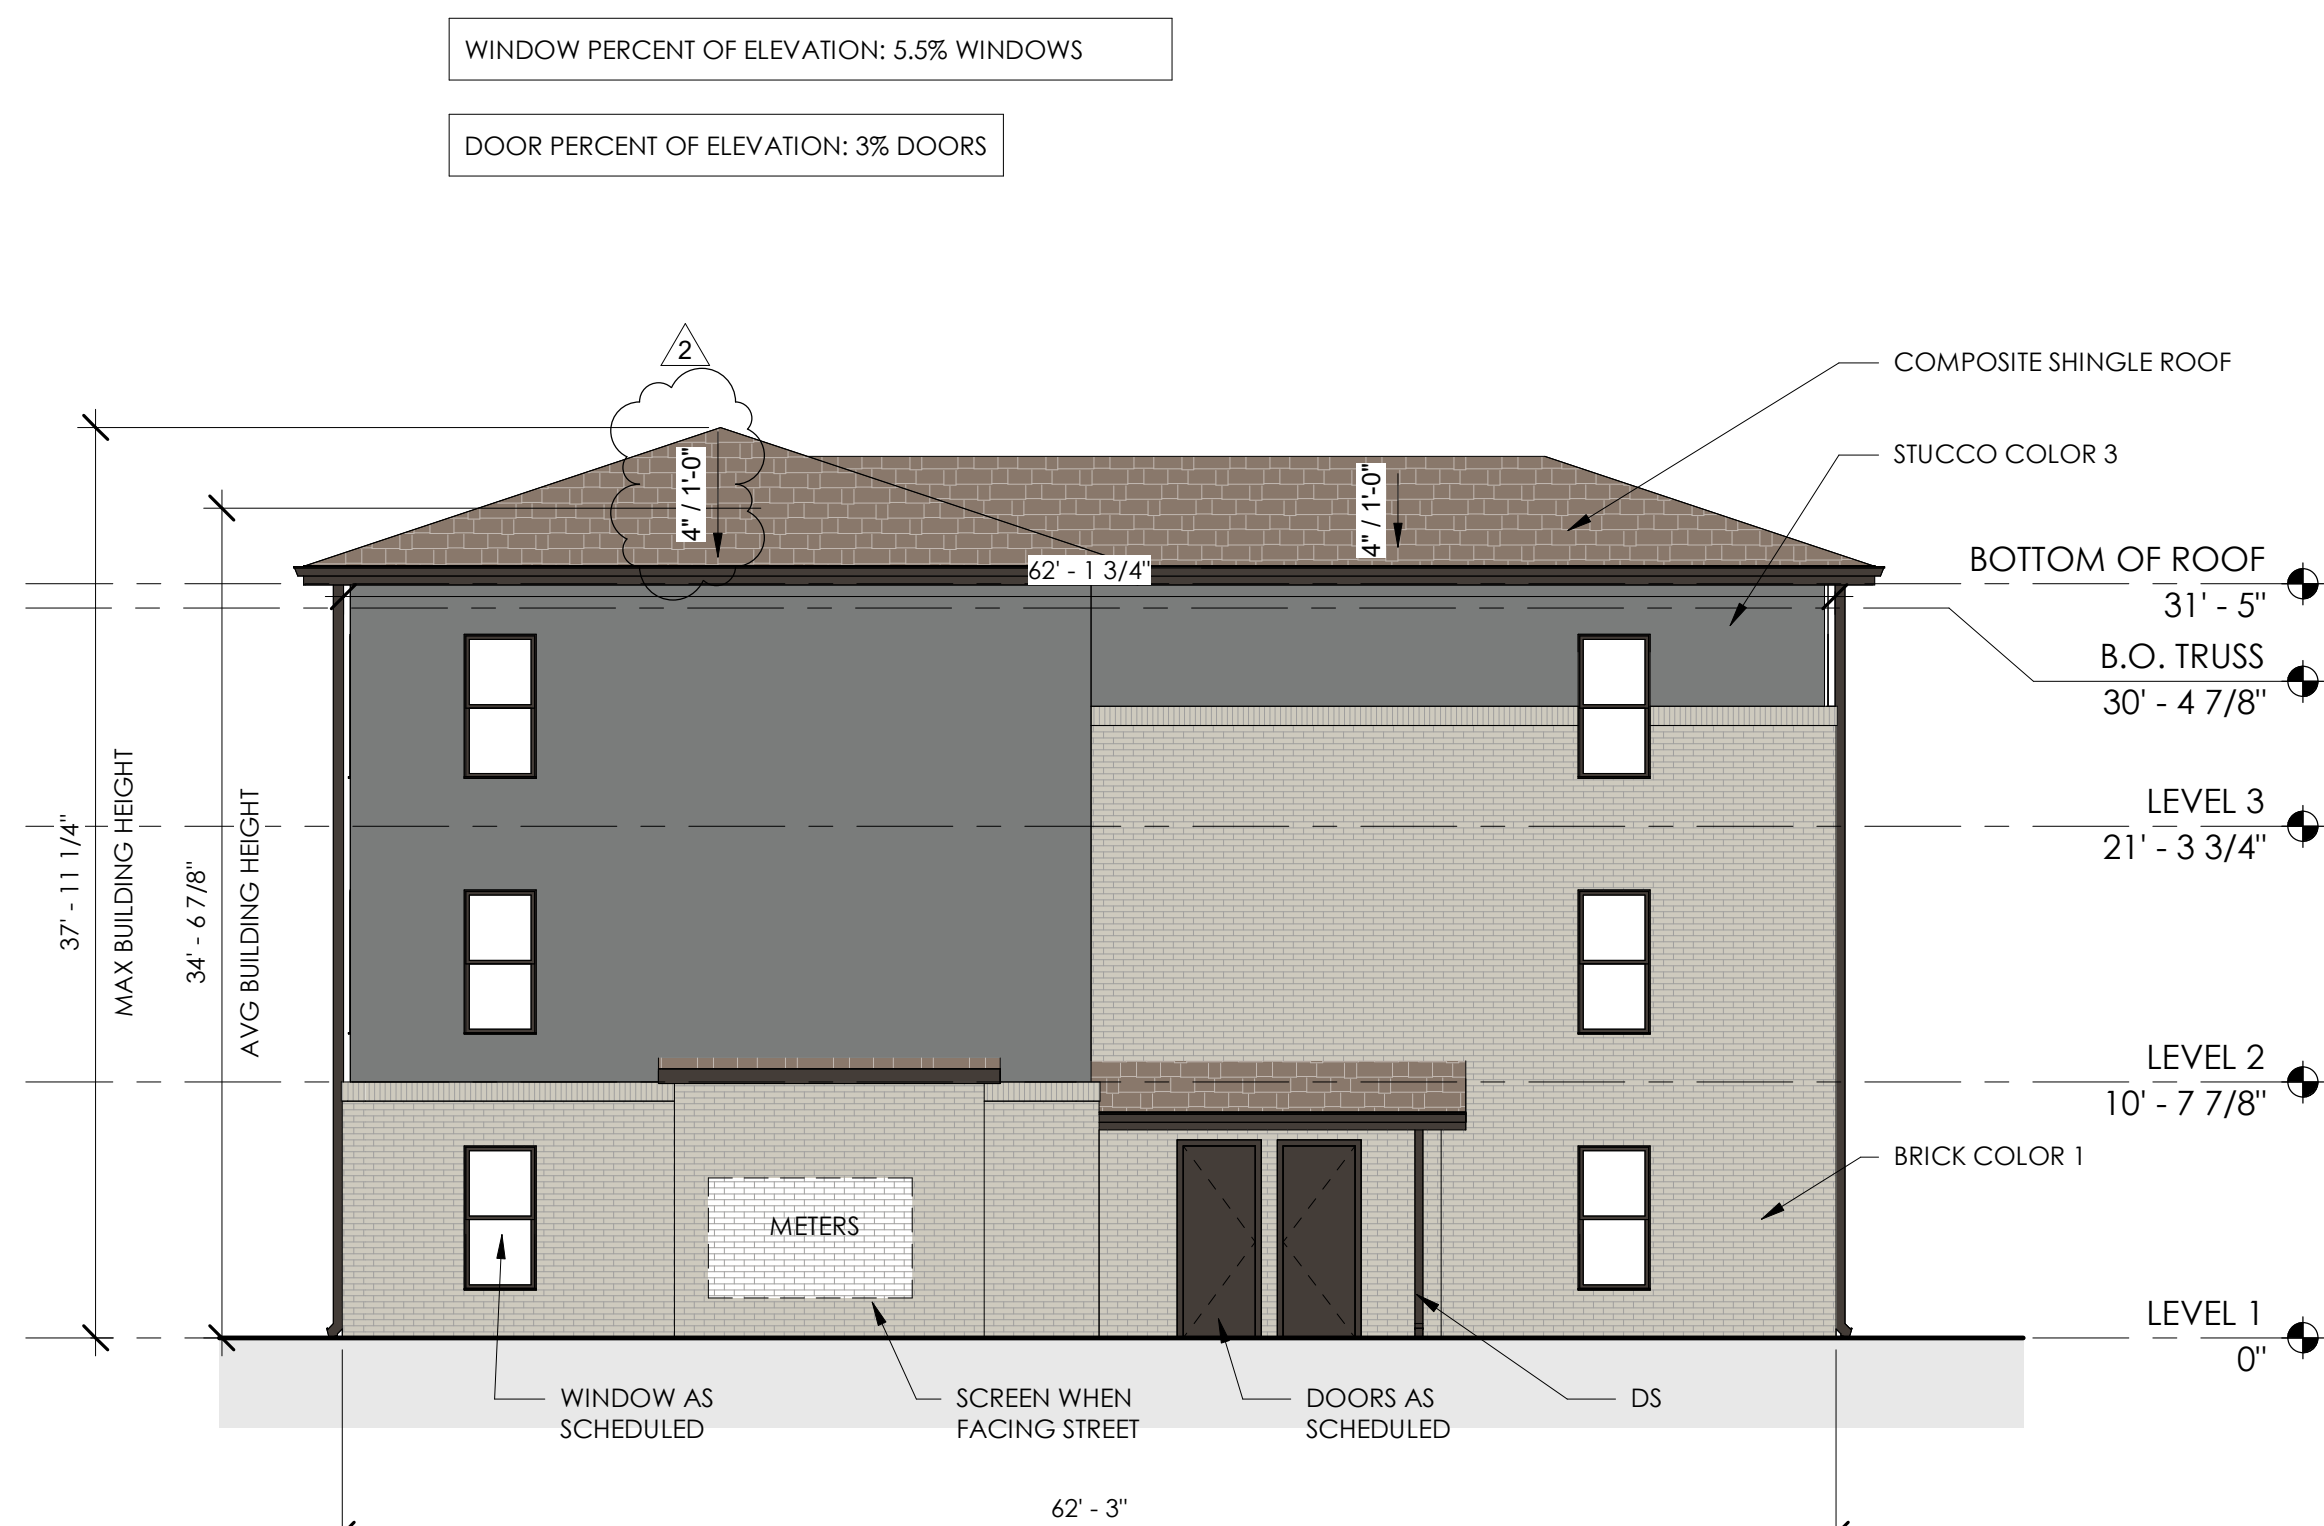 WINDOW PERCENT OF ELEVATION: 5.5% WINDOWS
DOOR PERCENT OF ELEVATION: 3% DOORS
2
COMPOSITE SHINGLE ROOF
STUCCO COLOR 3
4" / 1'-0"
4" / 1'-0"
62' - 1 3/4"
BOTTOM OF ROOF
31' - 5"
B.O. TRUSS
30' - 4 7/8"
LEVEL 3
21' - 3 3/4"
37' - 11 1/4"
MAX BUILDING HEIGHT
34' - 6 7/8"
AVG BUILDING HEIGHT
LEVEL 2
10' - 7 7/8"
BRICK COLOR 1
METERS
LEVEL 1
0"
WINDOW AS
SCHEDULED
SCREEN WHEN
FACING STREET
DOORS AS
SCHEDULED
DS
62' - 3"